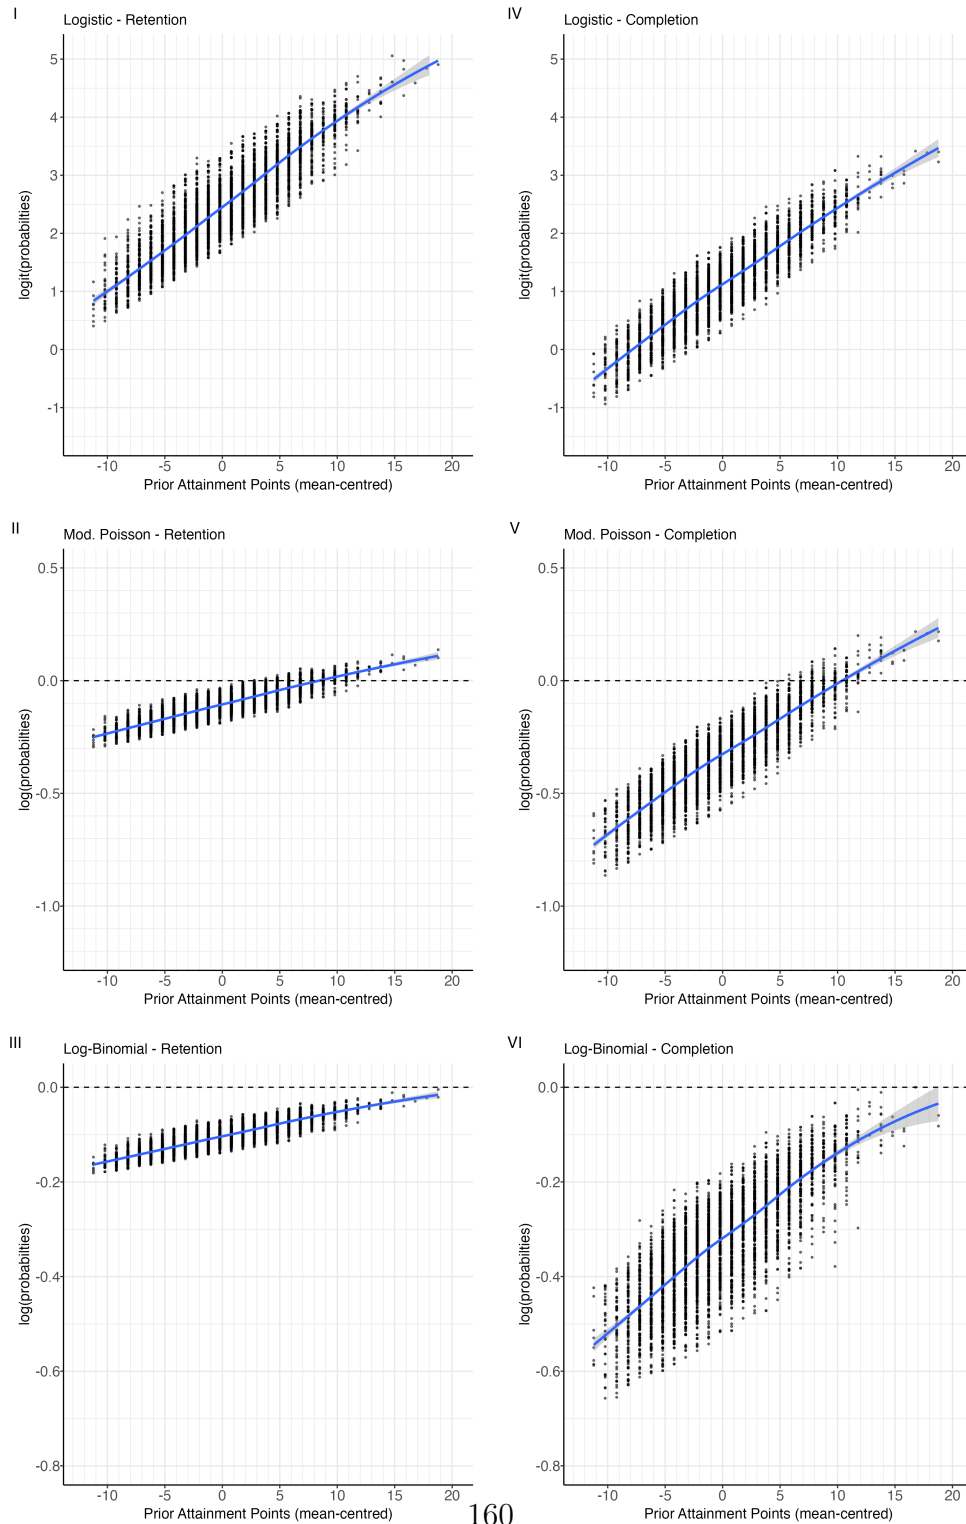 I
Logistic - Retention
5
4
3
2
1
0
-1
logit(probabilties)
-10 -5 0 5 10 15 20
Prior Attainment Points (mean-centred)
IV
Logistic - Completion
5
4
3
2
1
0
-1
logit(probabilties)
-10 -5 0 5 10 15 20
Prior Attainment Points (mean-centred)
II
Mod. Poisson - Retention
0.5
0.0
-0.5
-1.0
log(probabilties)
-10 -5 0 5 10 15 20
Prior Attainment Points (mean-centred)
V
Mod. Poisson - Completion
0.5
0.0
-0.5
-1.0
log(probabilties)
-10 -5 0 5 10 15 20
Prior Attainment Points (mean-centred)
III
Log-Binomial - Retention
0.0
-0.2
-0.4
-0.6
-0.8
log(probabilties)
-10 -5 0 5 10 15 20
Prior Attainment Points (mean-centred)
VI
Log-Binomial - Completion
0.0
-0.2
-0.4
-0.6
-0.8
log(probabilties)
-10 -5 0 5 10 15 20
Prior Attainment Points (mean-centred)
160